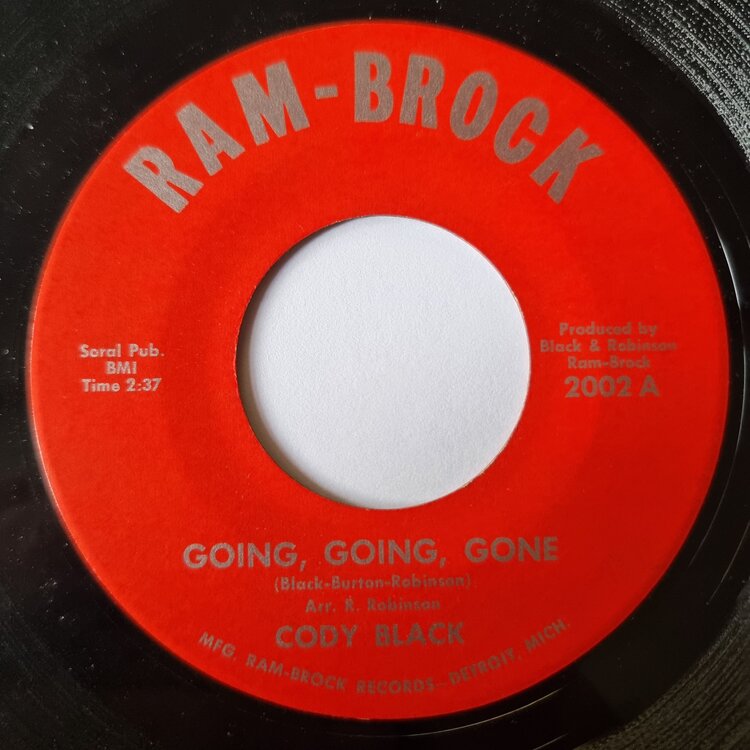 RAM-BROCK
Soral Pub.
BMI
Time 2:37
Produced by
Black & Robinson
Ram-Brock
2002 A
GOING, GOING, GONE
(Black-Burton-Robinson)
Arr. R. Robinson
CODY BLACK
MFG. RAM-BROCK RECORDS—DETROIT, MICH.